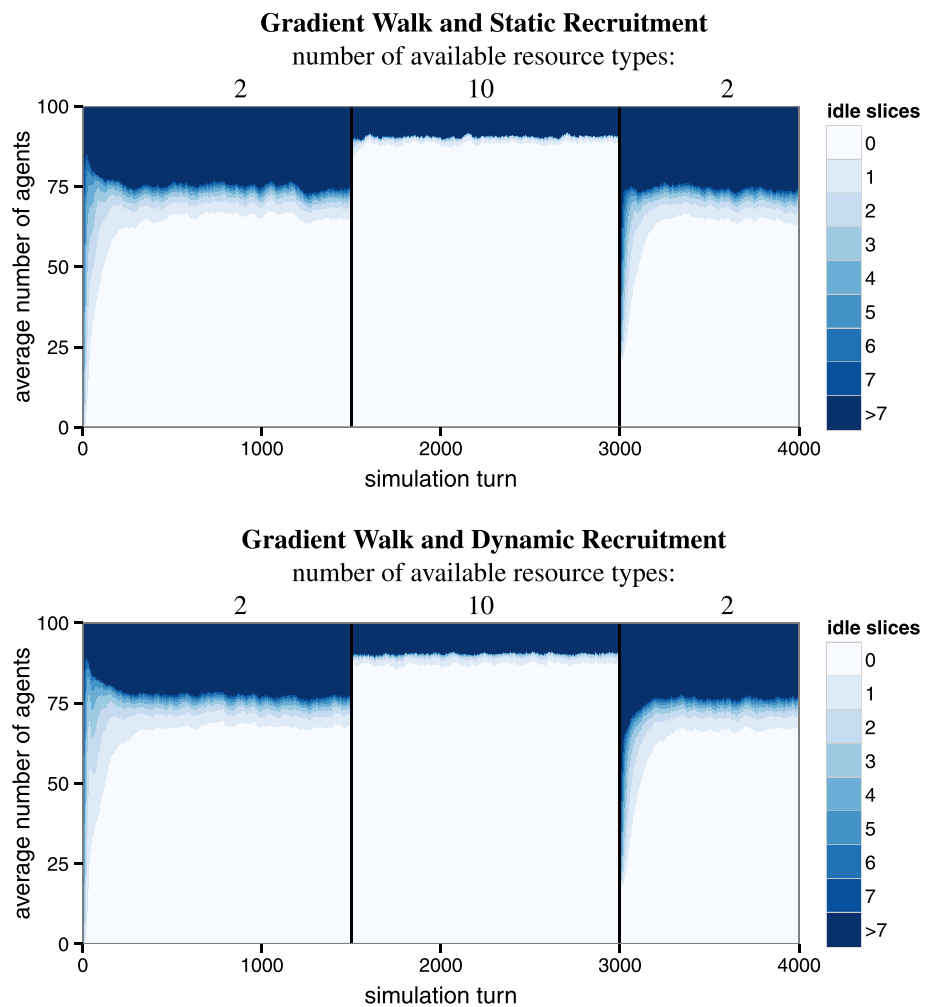 Gradient Walk and Static Recruitment
number of available resource types:
2 10 2
100
75
50
25
0
average number of agents
0 1000 2000 3000 4000
simulation turn
idle slices
0
1
2
3
4
5
6
7
>7
Gradient Walk and Dynamic Recruitment
number of available resource types:
2 10 2
100
75
50
25
0
average number of agents
0 1000 2000 3000 4000
simulation turn
idle slices
0
1
2
3
4
5
6
7
>7